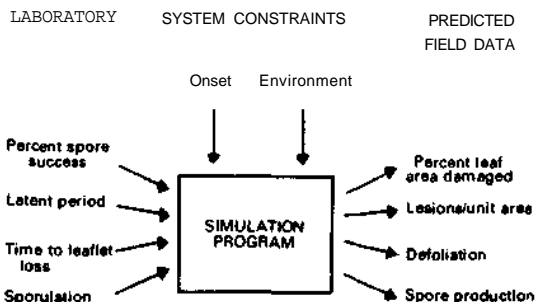 LABORATORY
SYSTEM CONSTRAINTS
PREDICTED
FIELD DATA
Onset
Environment
Percent spore
success
Latent period
Time to leaflet
loss
Sporulation
SIMULATION
PROGRAM
Percent leaf
area damaged
Lesions/unit area
Defoliation
Spore production